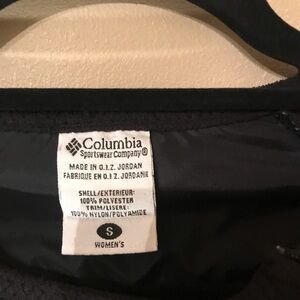 Columbia
Sportswear Company®
MADE IN Q.I.Z. JORDAN
FABRIQUE EN Q.I.Z. JORDANIE
SHELL/EXTERIEUR:
100% POLYESTER
TRIM/LISERE:
100% NYLON/POLYAMIDE
S
WOMEN'S